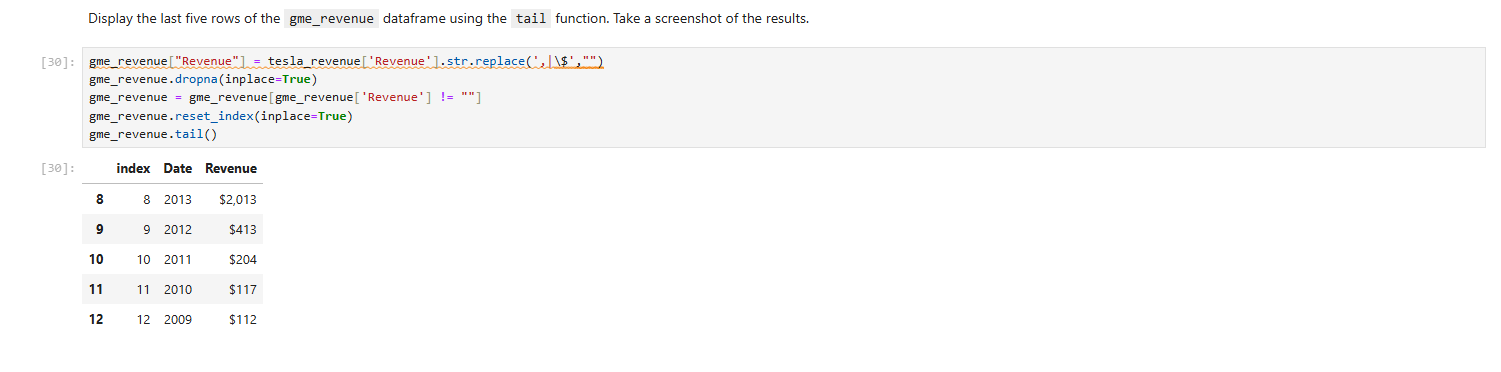 Display the last five rows of the gme_revenue dataframe using the tail function. Take a screenshot of the results.
[30]: gme_revenue["Revenue"] = tesla_revenue['Revenue'].str.replace(',|\$',"")
gme_revenue.dropna(inplace=True)
gme_revenue = gme_revenue[gme_revenue['Revenue'] != ""]
gme_revenue.reset_index(inplace=True)
gme_revenue.tail()
[30]: index Date Revenue
8 8 2013 $2,013
9 9 2012 $413
10 10 2011 $204
11 11 2010 $117
12 12 2009 $112